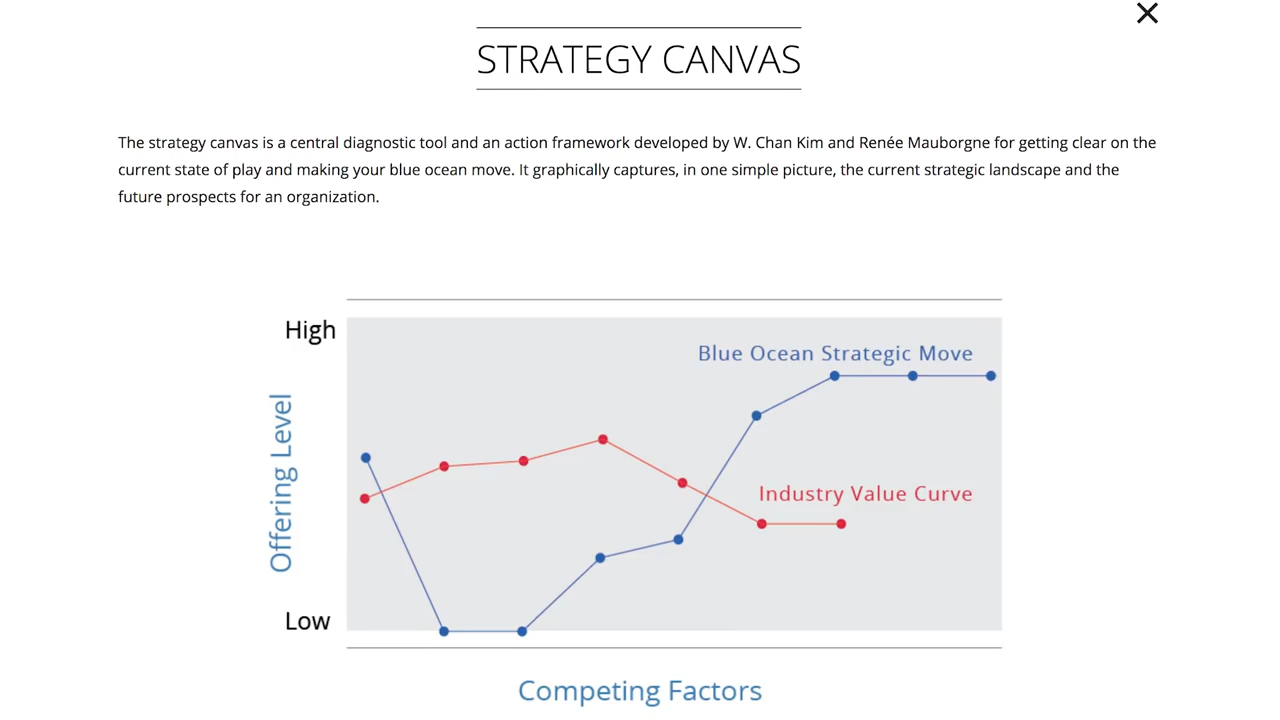 STRATEGY CANVAS
The strategy canvas is a central diagnostic tool and an action framework developed by W. Chan Kim and Renée Mauborgne for getting clear on the
current state of play and making your blue ocean move. It graphically captures, in one simple picture, the current strategic landscape and the
future prospects for an organization.
High
Blue Ocean Strategic Move
Offering Level
Industry Value Curve
Low
Competing Factors